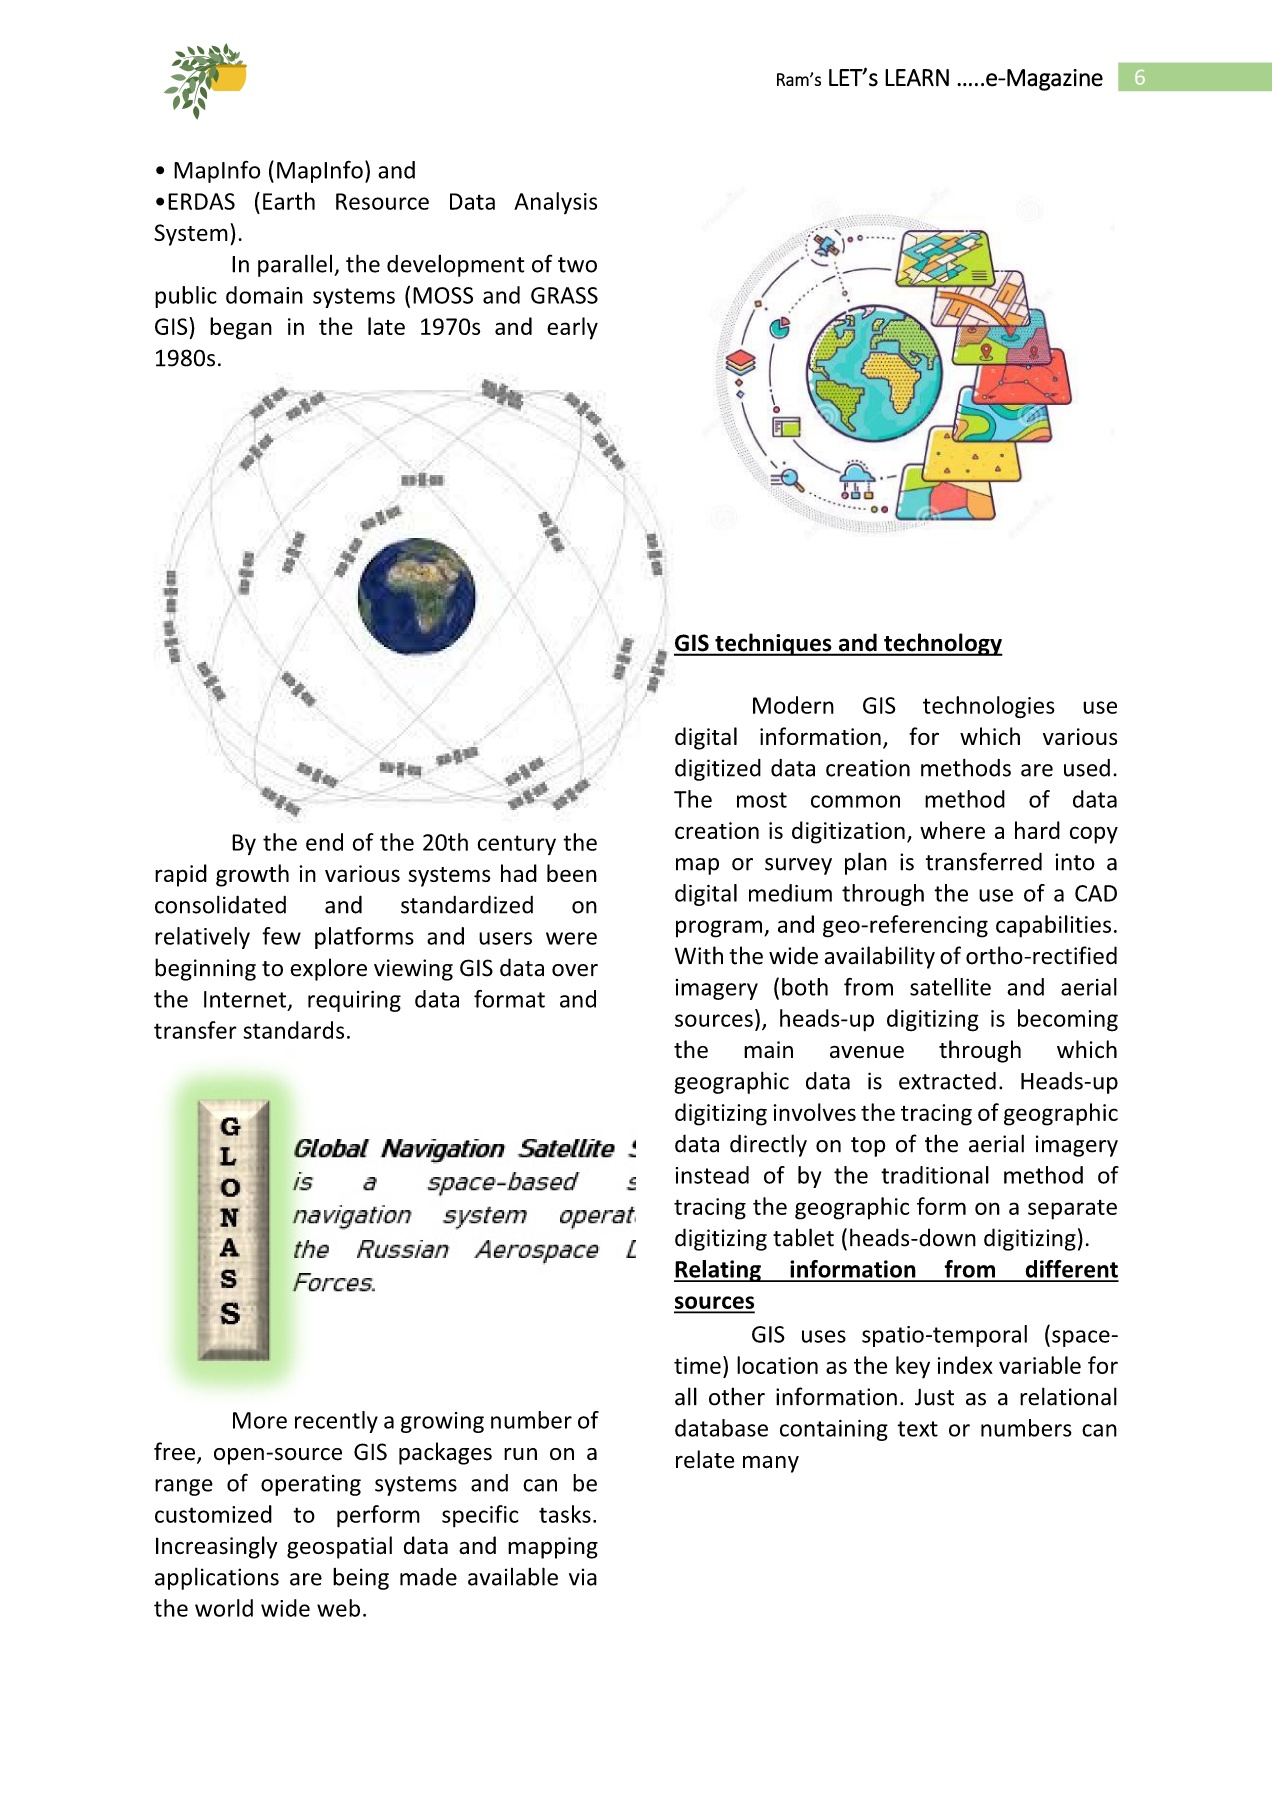 Ram's LET's LEARN .....e-Magazine 6
• MapInfo (MapInfo) and
•ERDAS (Earth Resource Data Analysis
System).
In parallel, the development of two
public domain systems (MOSS and GRASS
GIS) began in the late 1970s and early
1980s.
By the end of the 20th century the
rapid growth in various systems had been
consolidated and standardized on
relatively few platforms and users were
beginning to explore viewing GIS data over
the Internet, requiring data format and
transfer standards.
G
L
O
N
A
S
S
Global Navigation Satellite
is a space-based
navigation system
the Russian Aerospace
Forces.
More recently a growing number of
free, open-source GIS packages run on a
range of operating systems and can be
customized to perform specific tasks.
Increasingly geospatial data and mapping
applications are being made available via
the world wide web.
GIS techniques and technology
Modern GIS technologies use
digital information, for which various
digitized data creation methods are used.
The most common method of data
creation is digitization, where a hard copy
map or survey plan is transferred into a
digital medium through the use of a CAD
program, and geo-referencing capabilities.
With the wide availability of ortho-rectified
imagery (both from satellite and aerial
sources), heads-up digitizing is becoming
the main avenue through which
geographic data is extracted. Heads-up
digitizing involves the tracing of geographic
data directly on top of the aerial imagery
instead of by the traditional method of
tracing the geographic form on a separate
digitizing tablet (heads-down digitizing).
Relating information from different
sources
GIS uses spatio-temporal (space-
time) location as the key index variable for
all other information. Just as a relational
database containing text or numbers can
relate many